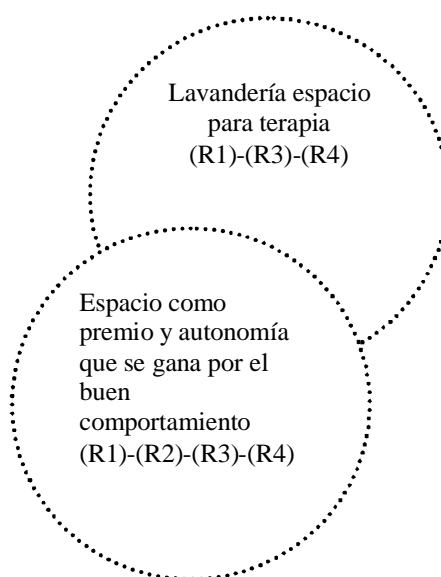 Lavandería espacio
para terapia
(R1)-(R3)-(R4)
Espacio como
premio y autonomía
que se gana por el
buen
comportamiento
(R1)-(R2)-(R3)-(R4)